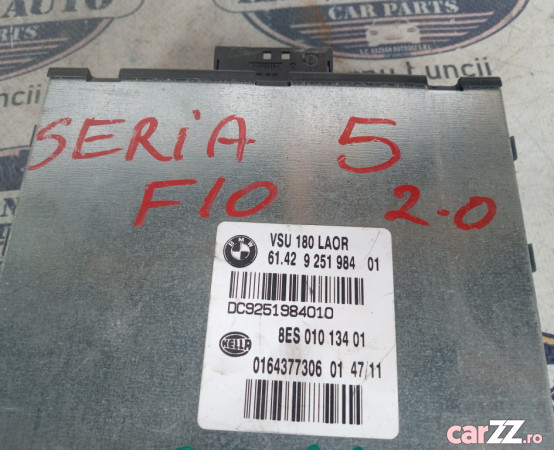 CAR PARTS
SERIA 5
F10 2.0
BMW
VSU 180 LAOR
61.42 9 251 984 01
DC9251984010
8ES 010 134 01
HELLA
0164377306 01 47/11
carZZ.ro